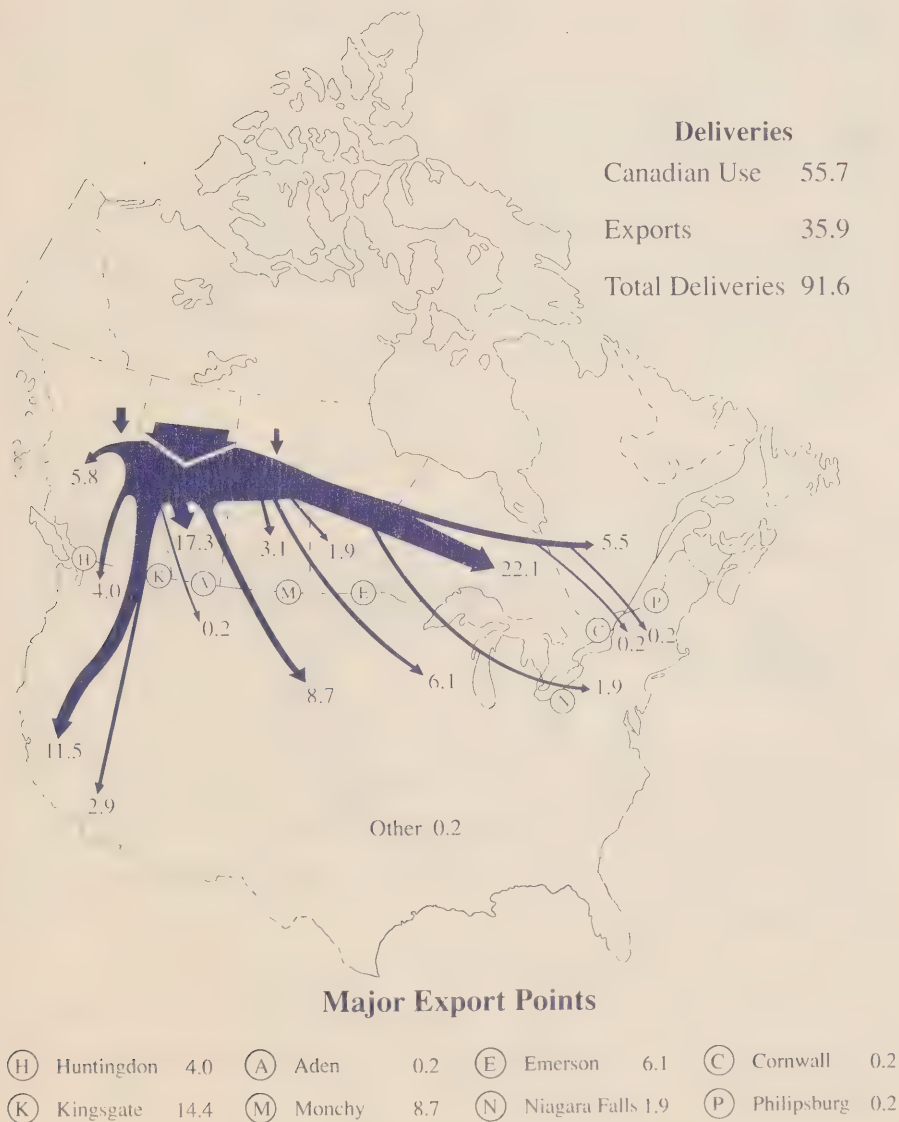 Deliveries
Canadian Use 55.7
Exports 35.9
Total Deliveries 91.6
5.8
17.3
3.1
1.9
5.5
22.1
H
K
A
M
E
P
C
4.0
0.2
0.2
0.2
8.7
6.1
1.9
11.5
2.9
Other 0.2
Major Export Points
H Huntingdon 4.0 A Aden 0.2 E Emerson 6.1 C Cornwall 0.2
K Kingsgate 14.4 M Monchy 8.7 N Niagara Falls 1.9 P Philipsburg 0.2